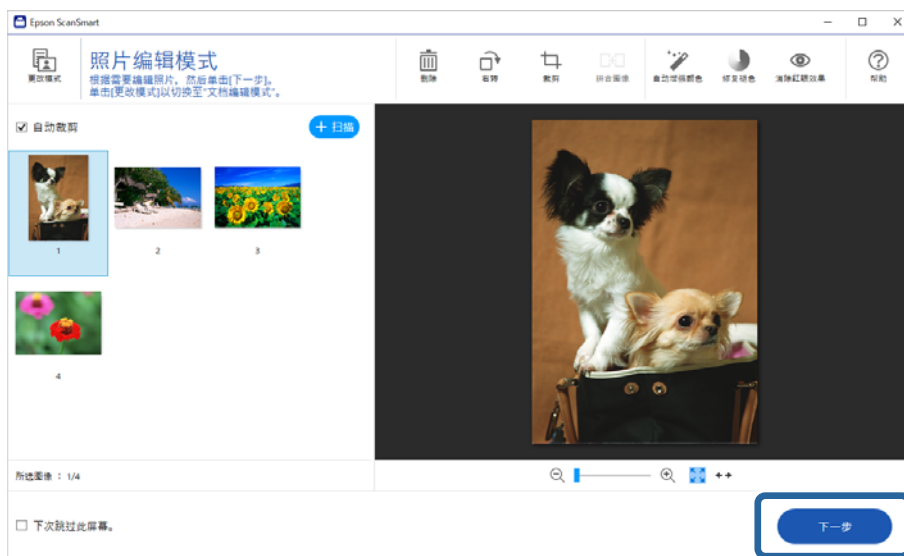 Epson ScanSmart
更改模式
照片编辑模式
根据需要编辑照片，然后单击[下一步]。
单击[更改模式]以切换至“文档编辑模式”。
删除
右转
裁剪
拼合图像
自动增强颜色
修复褪色
消除红眼效果
帮助
自动裁剪
+ 扫描
1
2
3
4
所选图像 : 1/4
下次跳过此屏幕。
下一步